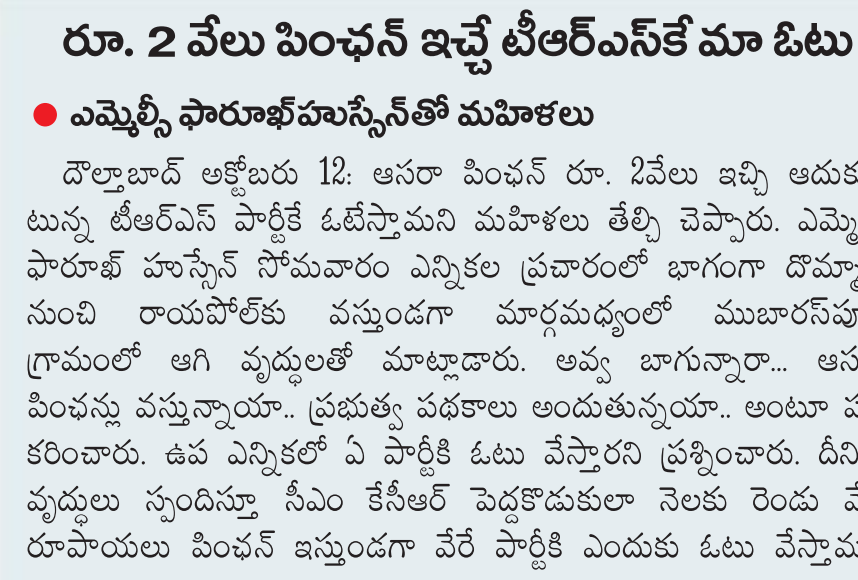 రూ. 2 వేలు పింఛన్ ఇచ్చే టీఆర్ఎస్‌కే మా ఓటు
● ఎమ్మెల్సీ ఫారూఖ్‌హుస్సేన్‌తో మహిళలు
దౌల్తాబాద్ అక్టోబరు 12: ఆసరా పింఛన్ రూ. 2వేలు ఇచ్చి ఆదుక
టున్న టీఆర్ఎస్ పార్టీకే ఓటేస్తామని మహిళలు తేల్చి చెప్పారు. ఎమ్మె
ఫారూఖ్ హుస్సేన్ సోమవారం ఎన్నికల ప్రచారంలో భాగంగా దొమ్మా
నుంచి రాయపోల్‌కు వస్తుండగా మార్గమధ్యంలో ముబారస్‌పూ
గ్రామంలో ఆగి వృద్ధులతో మాట్లాడారు. అవ్వ బాగున్నారా... ఆస
పింఛన్లు వస్తున్నాయా.. ప్రభుత్వ పథకాలు అందుతున్నయా.. అంటూ ప
కరించారు. ఉప ఎన్నికలో ఏ పార్టీకి ఓటు వేస్తారని ప్రశ్నించారు. దీని
వృద్ధులు స్పందిస్తూ సీఎం కేసీఆర్ పెద్దకొడుకులా నెలకు రెండు వే
రూపాయలు పింఛన్ ఇస్తుండగా వేరే పార్టీకి ఎందుకు ఓటు వేస్తామ